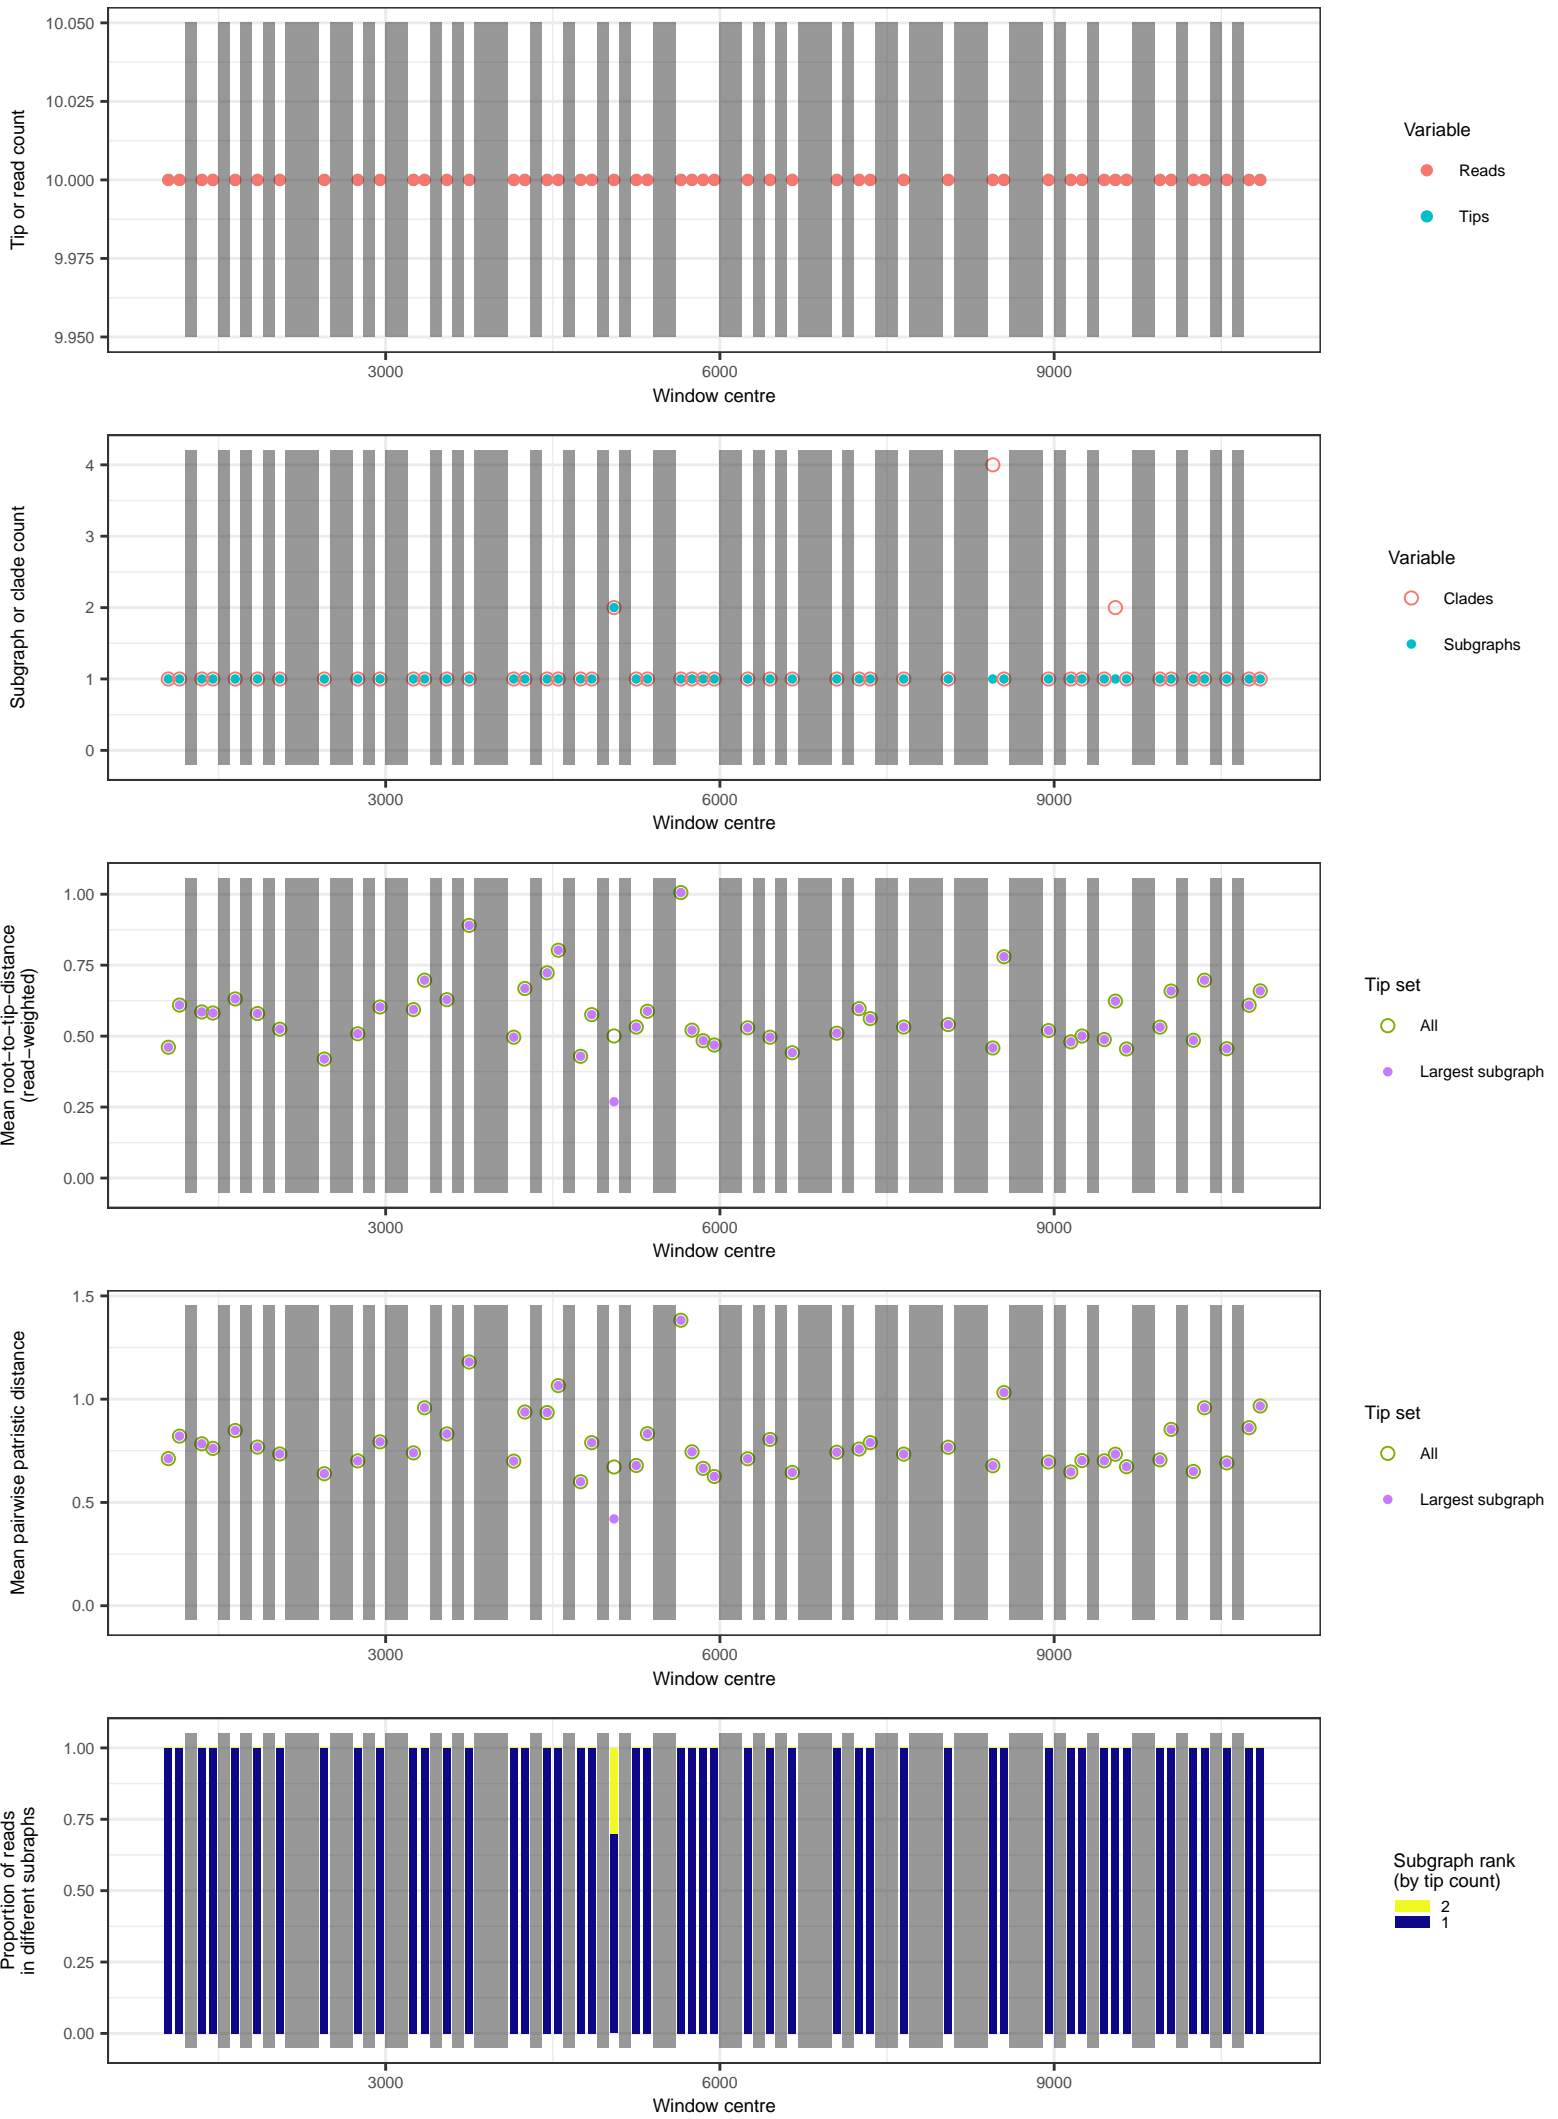 10.050
10.025
10.000
9.975
9.950
Tip or read count
3000
6000
9000
Window centre
Variable
Reads
Tips
4
3
2
1
0
Subgraph or clade count
3000
6000
9000
Window centre
Variable
Clades
Subgraphs
1.00
0.75
0.50
0.25
0.00
Mean root−to−tip−distance
(read−weighted)
3000
6000
9000
Window centre
Tip set
All
Largest subgraph
1.5
1.0
0.5
0.0
Mean pairwise patristic distance
3000
6000
9000
Window centre
Tip set
All
Largest subgraph
1.00
0.75
0.50
0.25
0.00
Proportion of reads
in different subraphs
3000
6000
9000
Window centre
Subgraph rank
(by tip count)
2
1